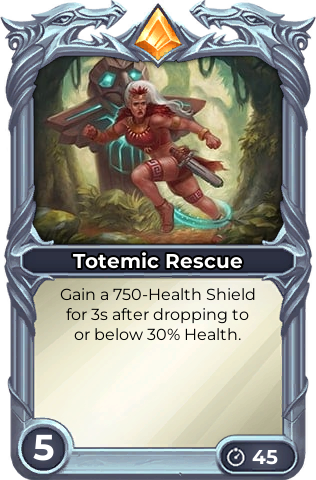 Totemic Rescue
Gain a 750-Health Shield
for 3s after dropping to
or below 30% Health.
5
45